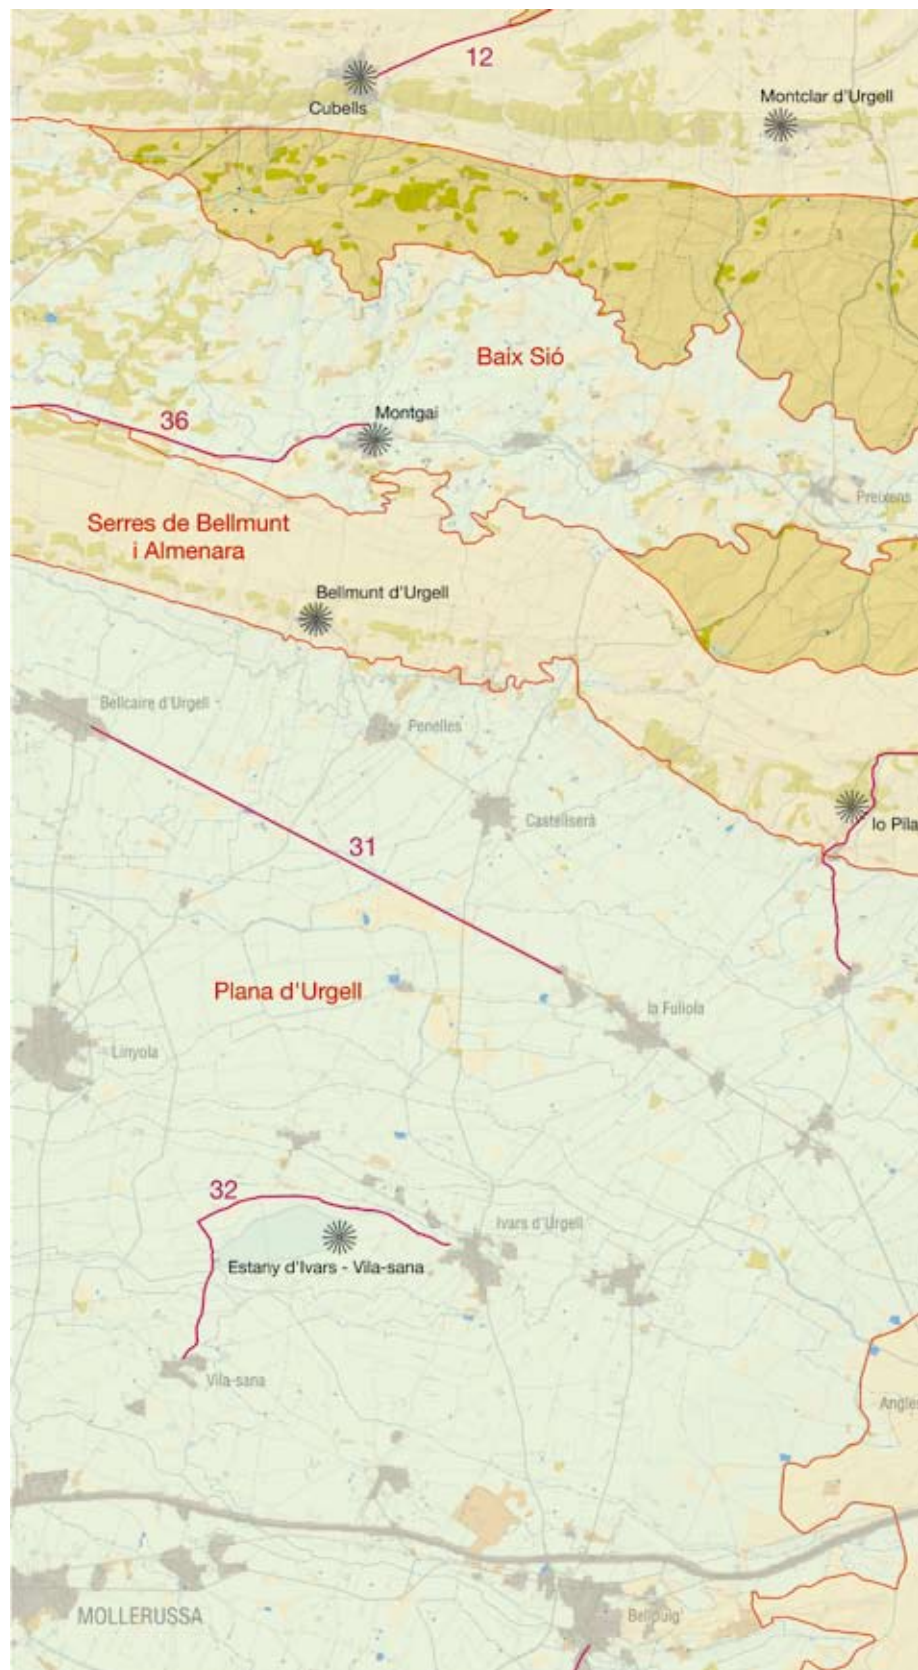 12
Cubells
Montclar d'Urgell
Baix Sió
36
Montgai
Preixens
Serres de Bellmunt
i Almenara
Bellmunt d'Urgell
Bellcaire d'Urgell
Penelles
lo Pila
Castellserà
31
Plana d'Urgell
la Fuliola
Linyola
32
Ivars d'Urgell
Estany d'Ivars - Vila-sana
Vila-sana
Angles
MOLLERUSSA
Bellpuig